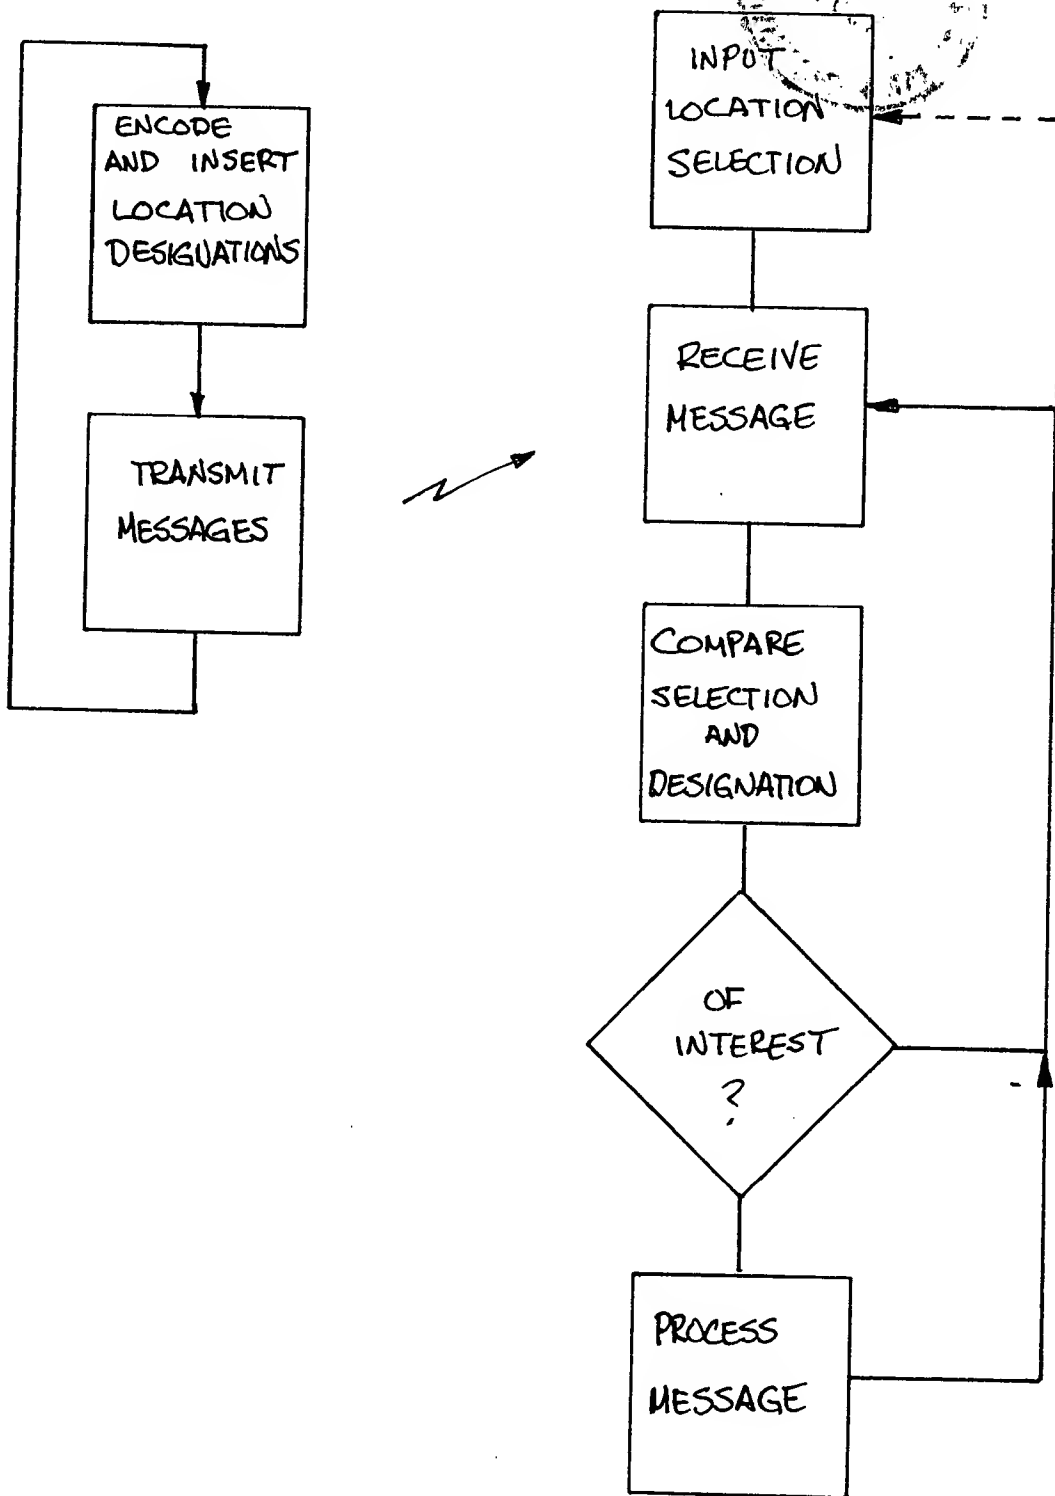 ENCODE
AND INSERT
LOCATION
DESIGNATIONS
TRANSMIT
MESSAGES
INPUT
LOCATION
SELECTION
RECEIVE
MESSAGE
COMPARE
SELECTION
AND
DESIGNATION
OF
INTEREST
?
PROCESS
MESSAGE